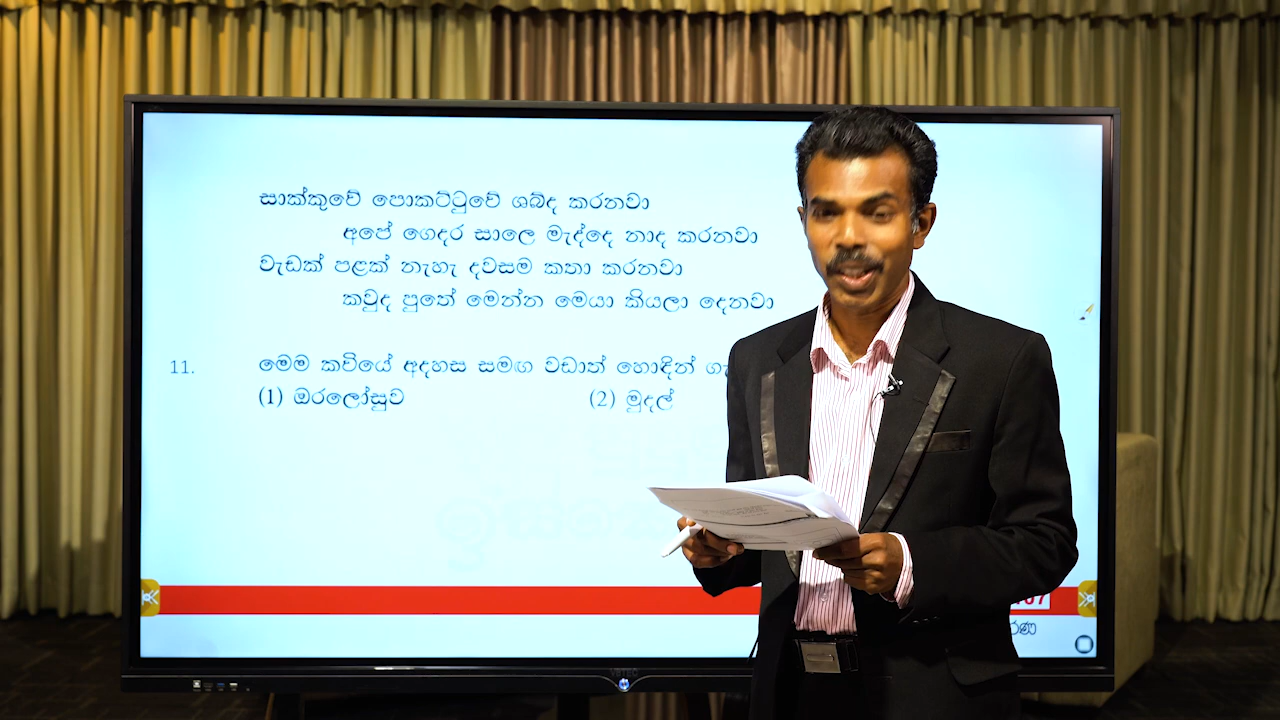 සාක්කුවේ පොකට්ටුවේ ශබ්ද කරනවා
අපේ ගෙදර සාලෙ මැද්දෙ නාද කරනවා
වැඩක් පළක් නැහැ දවසම කතා කරනවා
කවුද පුතේ මෙන්න මෙයා කියලා දෙනවා
11. මෙම කවියේ අදහස සමඟ වඩාත් හොඳින්
(1) ඔරලෝසුව (2) මුදල්